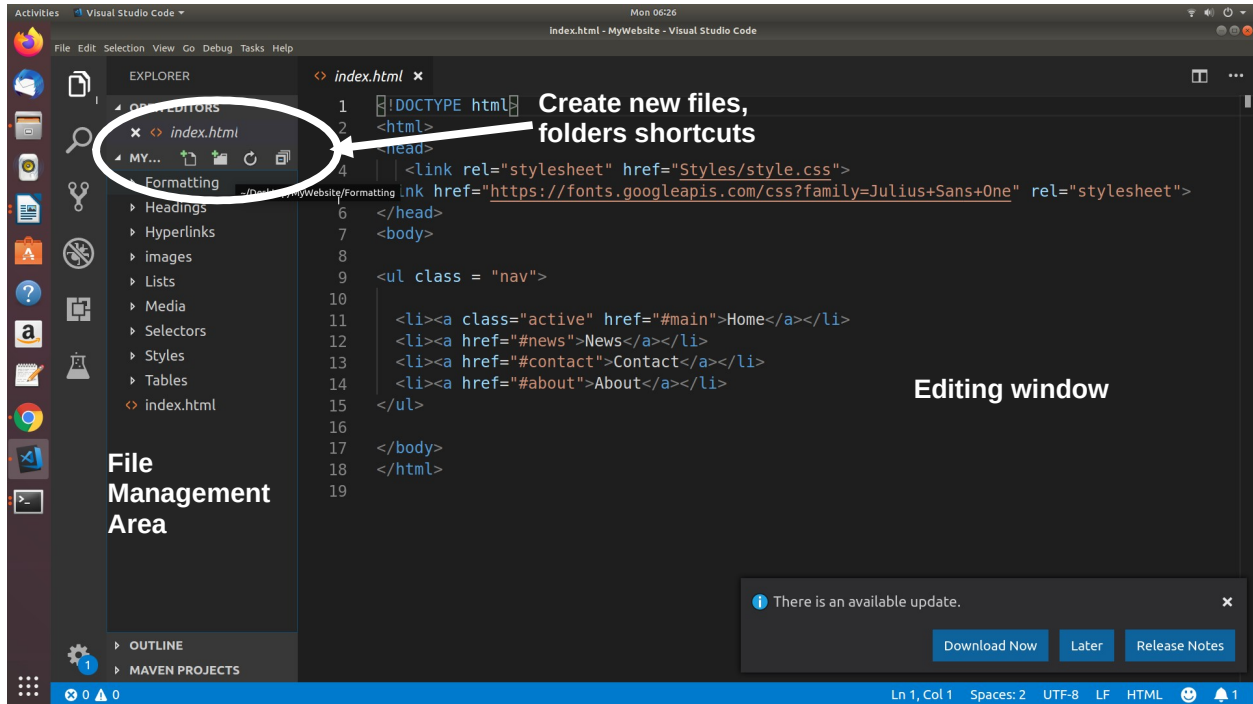 Activities Visual Studio Code Mon 06:26
index.html - MyWebsite - Visual Studio Code
File Edit Selection View Go Debug Tasks Help
EXPLORER
OPEN EDITORS
index.html
MY...
Formatting
~/Desktop/MyWebsite/Formatting
Headings
Hyperlinks
images
Lists
Media
Selectors
Styles
Tables
index.html
File
Management
Area
OUTLINE
MAVEN PROJECTS
1
index.html
1 <!DOCTYPE html>
2 <html>
<head>
4 <link rel="stylesheet" href="Styles/style.css">
nk href="https://fonts.googleapis.com/css?family=Julius+Sans+One" rel="stylesheet">
6 </head>
7 <body>
8
9 <ul class = "nav">
10
11 <li><a class="active" href="#main">Home</a></li>
12 <li><a href="#news">News</a></li>
13 <li><a href="#contact">Contact</a></li>
14 <li><a href="#about">About</a></li>
15 </ul>
16
17 </body>
18 </html>
19
Create new files,
folders shortcuts
Editing window
There is an available update.
Download Now Later Release Notes
0 0 Ln 1, Col 1 Spaces: 2 UTF-8 LF HTML 1